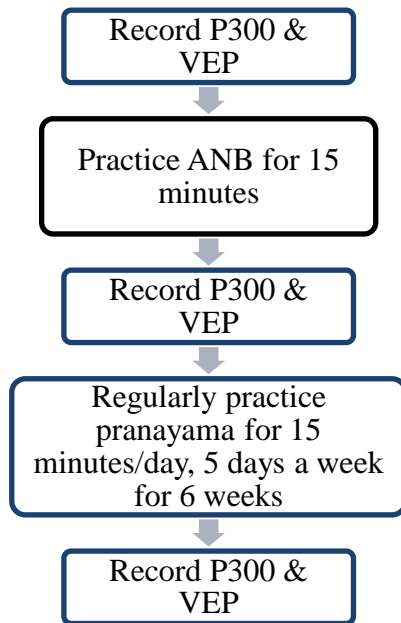 Record P300 &
VEP
Practice ANB for 15
minutes
Record P300 &
VEP
Regularly practice
pranayama for 15
minutes/day, 5 days a week
for 6 weeks
Record P300 &
VEP